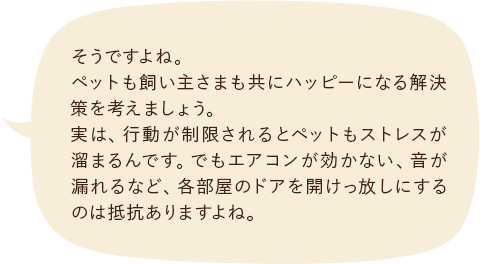 そうですよね。
ペットも飼い主さまも共にハッピーになる解決
策を考えましょう。
実は、行動が制限されるとペットもストレスが
溜まるんです。でもエアコンが効かない、音が
漏れるなど、各部屋のドアを開けっ放しにする
のは抵抗ありますよね。